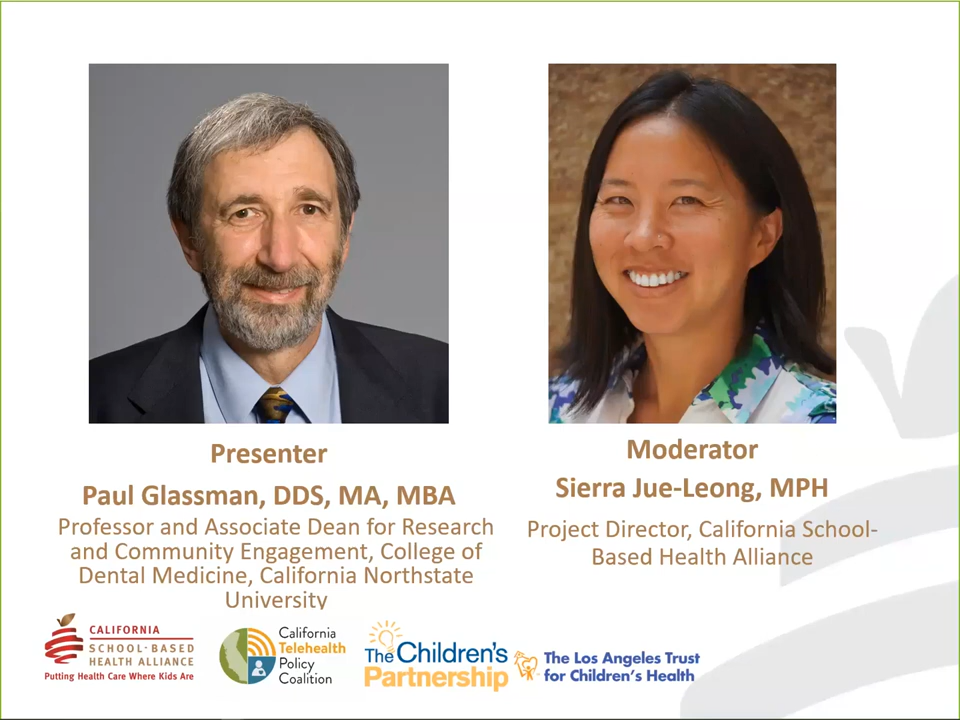 Presenter
Paul Glassman, DDS, MA, MBA
Professor and Associate Dean for Research
and Community Engagement, College of
Dental Medicine, California Northstate
University
Moderator
Sierra Jue-Leong, MPH
Project Director, California School-
Based Health Alliance
CALIFORNIA
SCHOOL-BASED
HEALTH ALLIANCE
Putting Health Care Where Kids Are
California
Telehealth
Policy
Coalition
The Children's
Partnership
The Los Angeles Trust
for Children's Health